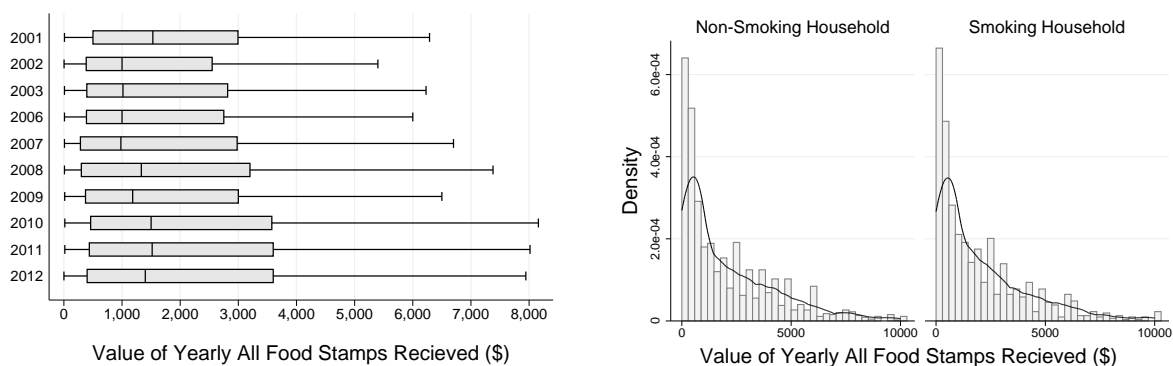 2001
2002
2003
2006
2007
2008
2009
2010
2011
2012
0 1,000 2,000 3,000 4,000 5,000 6,000 7,000 8,000
Value of Yearly All Food Stamps Recieved ($)
Non-Smoking Household Smoking Household
Density
6.0e-04
4.0e-04
2.0e-04
0
0 5000 10000 0 5000 10000
Value of Yearly All Food Stamps Recieved ($)